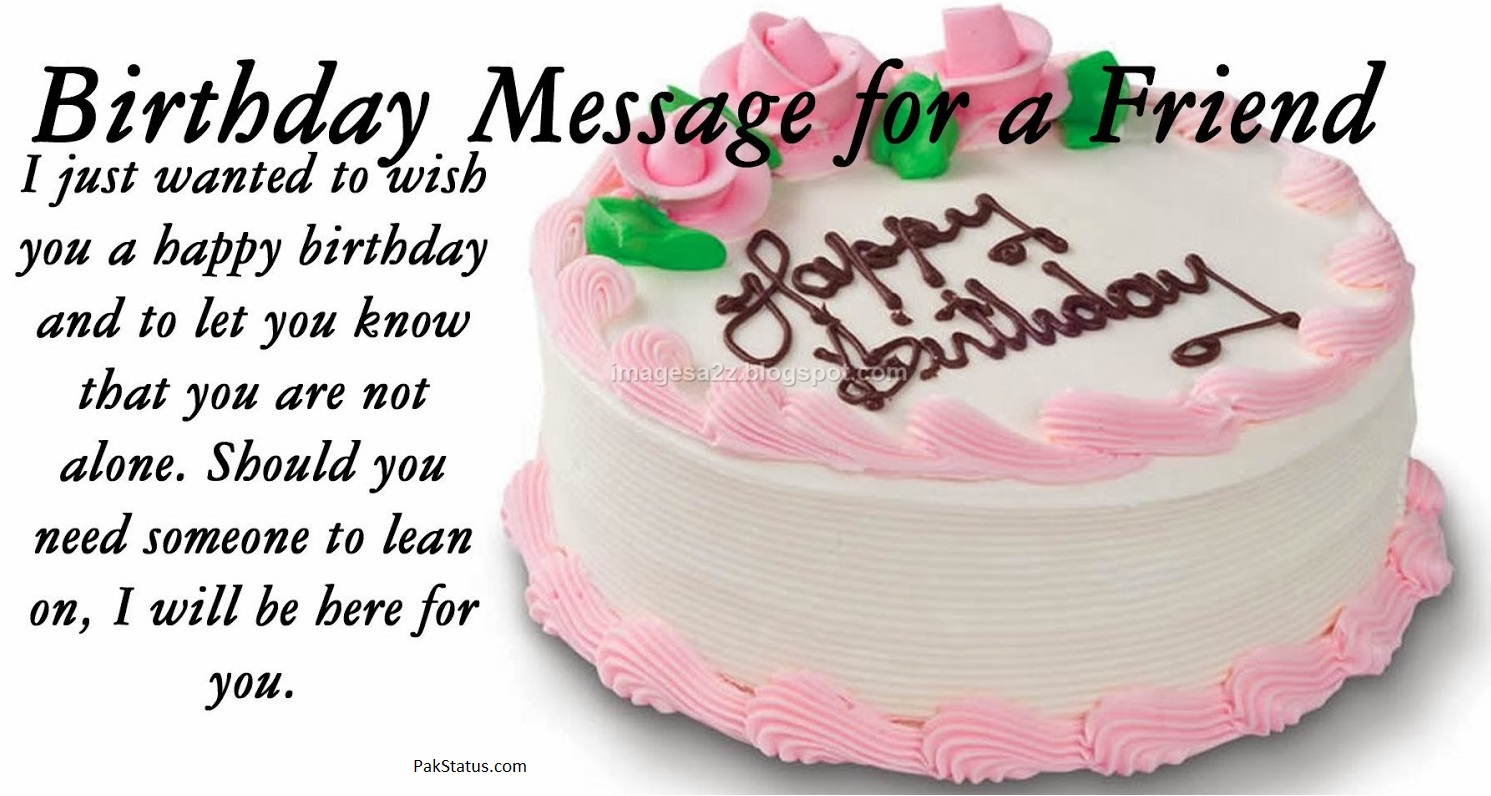 Birthday Message for a Friend
I just wanted to wish
you a happy birthday
and to let you know
that you are not
alone. Should you
need someone to lean
on, I will be here for
you.
Happy
Birthday
imagesa2z.blogspot.com
PakStatus.com